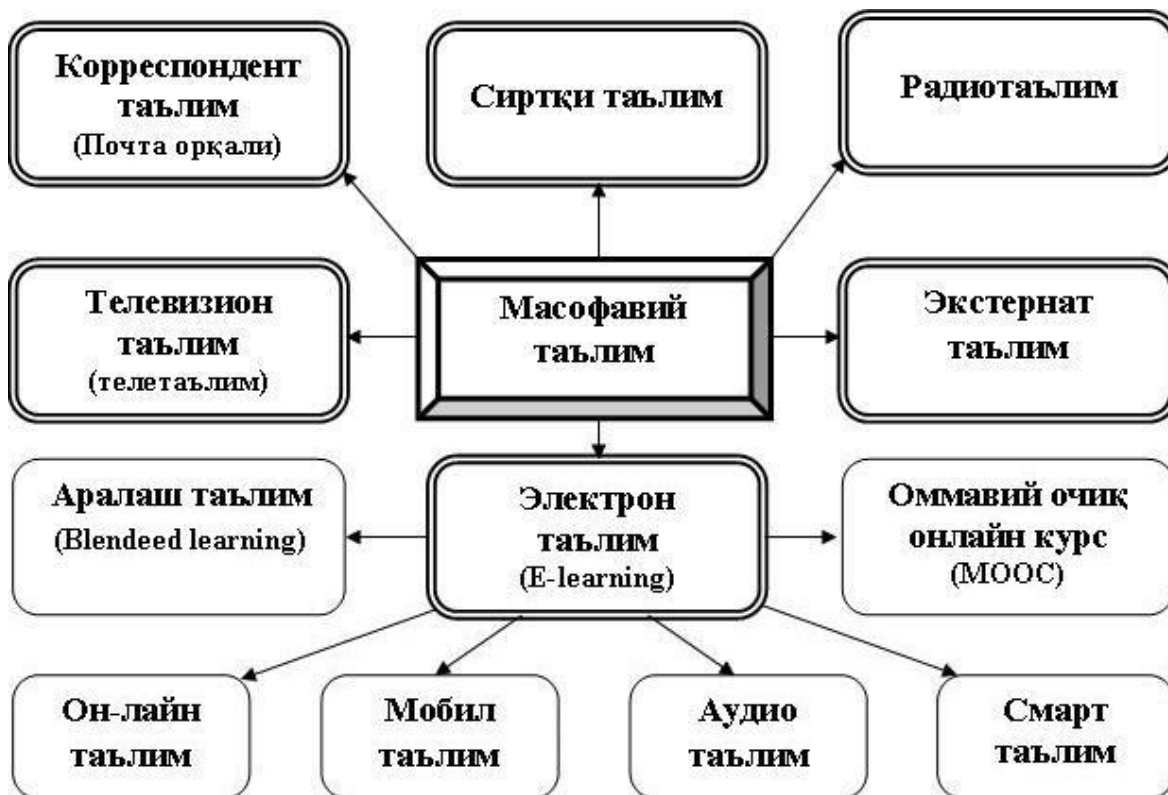 Корреспондент
таълим
(Почта орқали)
Сиртқи таълим
Радиотаълим
Телевизион
таълим
(телетаълим)
Масофавий
таълим
Экстернат
таълим
Аралаш таълим
(Blendeed learning)
Электрон
таълим
(E-learning)
Оммавий очиқ
онлайн курс
(МООС)
Он-лайн
таълим
Мобил
таълим
Аудио
таълим
Смарт
таълим